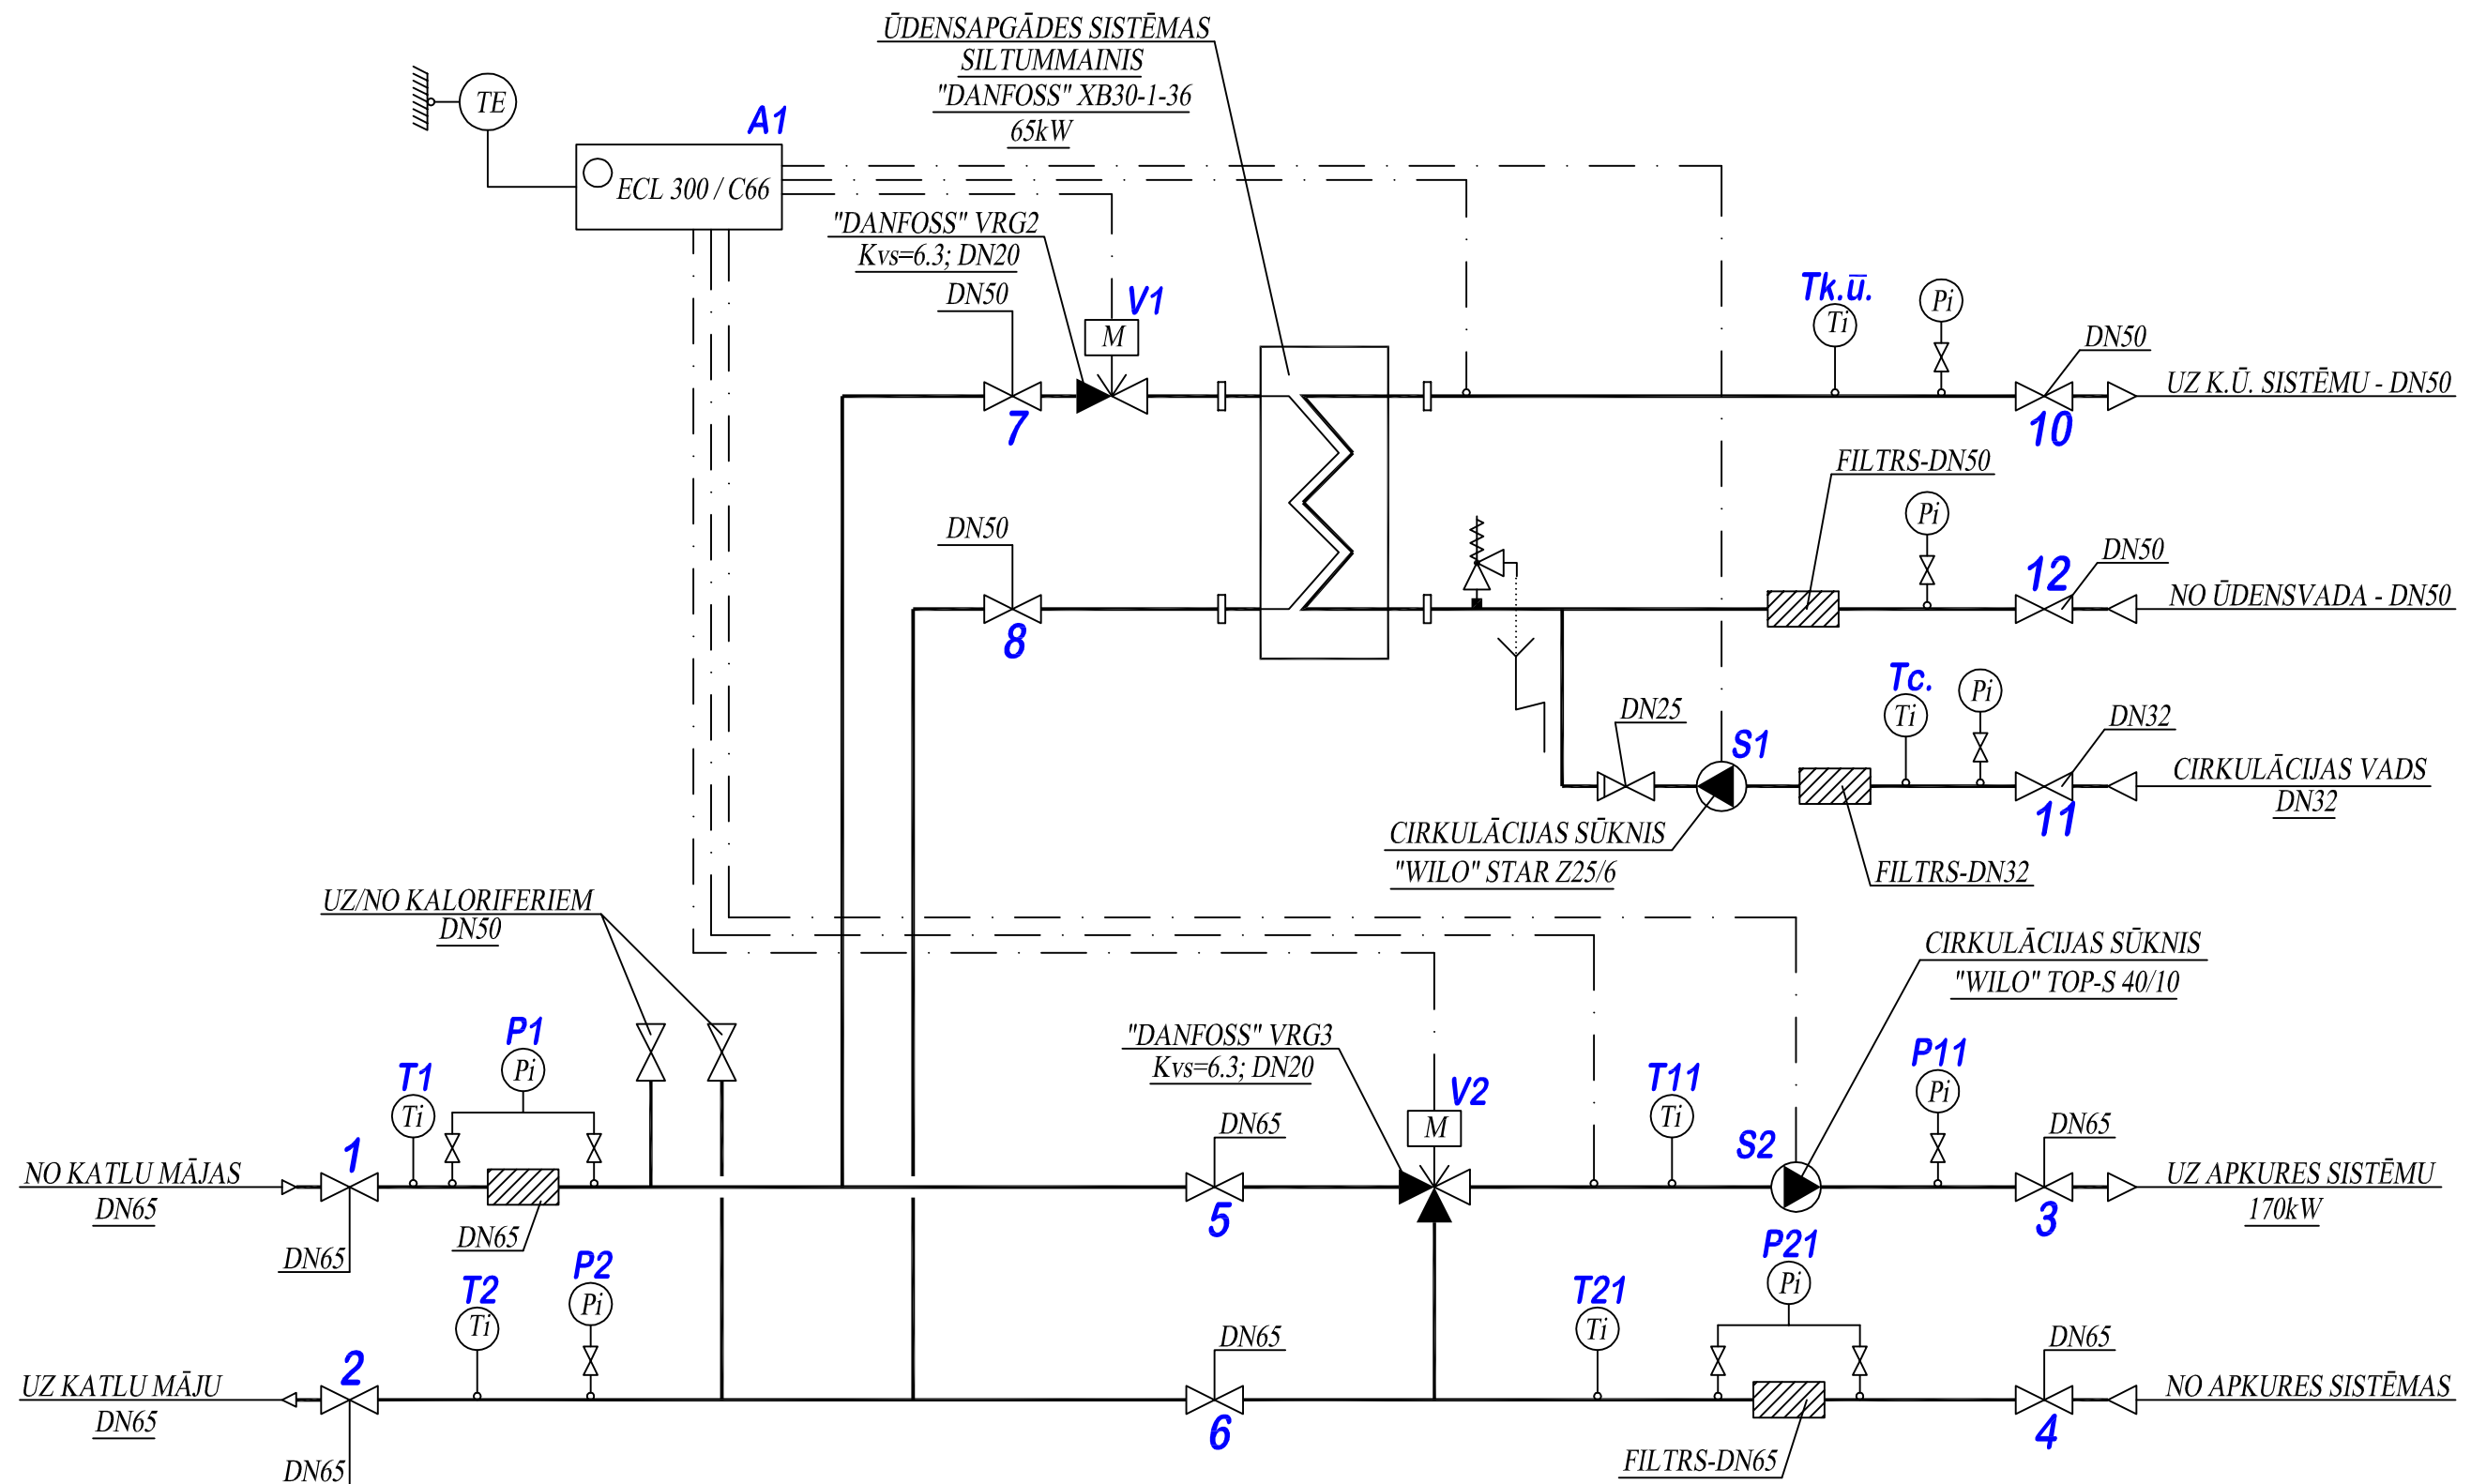 ŪDENSAPGĀDES SISTĒMAS
SILTUMMAINIS
"DANFOSS" XB30-1-36
65kW
TE
A1
ECL 300 / C66
"DANFOSS" VRG2
Kvs=6.3; DN20
DN50
V1
M
7
Tk.ū.
Ti
Pi
DN50
UZ K.Ū. SISTĒMU - DN50
10
FILTRS-DN50
Pi
DN50
8
12
DN50
NO ŪDENSVADA - DN50
Tc.
Ti
Pi
DN25
S1
DN32
CIRKULĀCIJAS VADS
DN32
11
CIRKULĀCIJAS SŪKNIS
"WILO" STAR Z25/6
FILTRS-DN32
UZ/NO KALORIFERIEM
DN50
CIRKULĀCIJAS SŪKNIS
"WILO" TOP-S 40/10
P1
Pi
T1
Ti
1
NO KATLU MĀJAS
DN65
DN65
DN65
"DANFOSS" VRG3
Kvs=6.3; DN20
V2
M
DN65
5
T11
Ti
S2
P11
Pi
DN65
3
UZ APKURES SISTĒMU
170kW
T2
Ti
P2
Pi
2
UZ KATLU MĀJU
DN65
DN65
DN65
6
T21
Ti
P21
Pi
FILTRS-DN65
DN65
4
NO APKURES SISTĒMAS